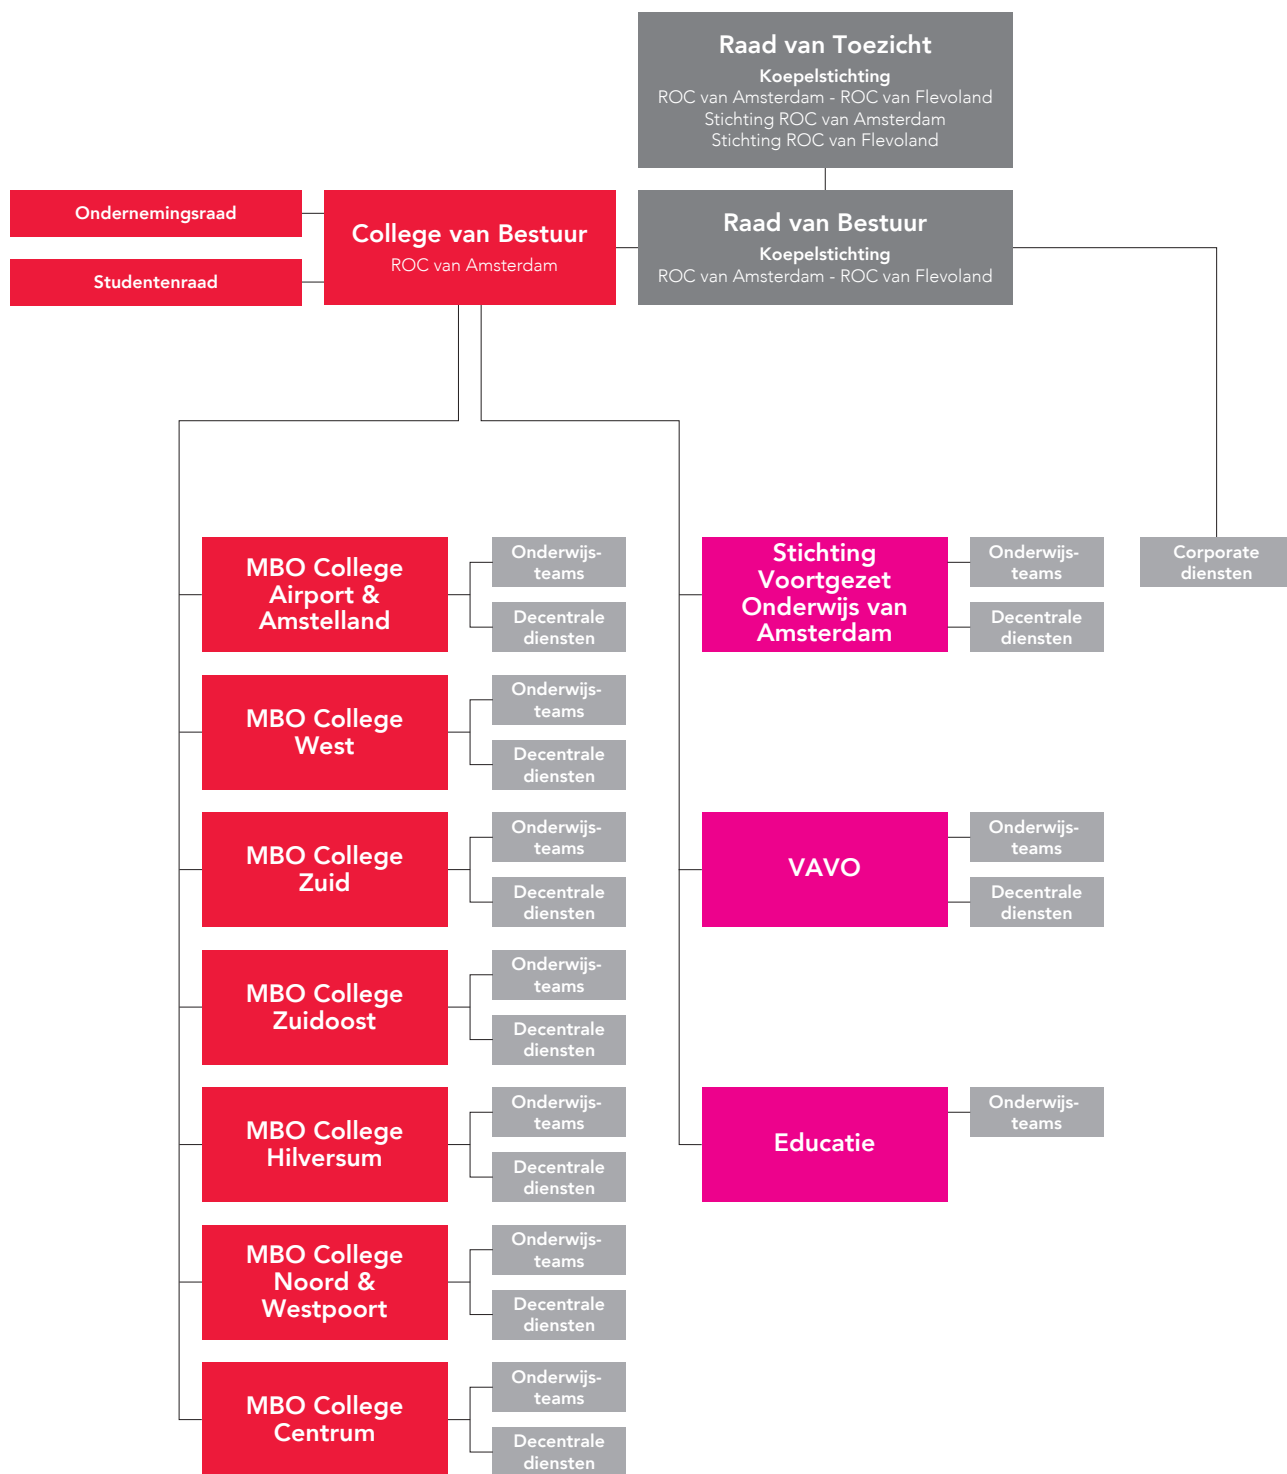 Raad van Toezicht
Koepelstichting
ROC van Amsterdam - ROC van Flevoland
Stichting ROC van Amsterdam
Stichting ROC van Flevoland
Ondernemingsraad
Studentenraad
College van Bestuur
ROC van Amsterdam
Raad van Bestuur
Koepelstichting
ROC van Amsterdam - ROC van Flevoland
MBO College
Airport &
Amstelland
Onderwijs-
teams
Decentrale
diensten
Stichting
Voortgezet
Onderwijs van
Amsterdam
Onderwijs-
teams
Decentrale
diensten
Corporate
diensten
MBO College
West
Onderwijs-
teams
Decentrale
diensten
MBO College
Zuid
Onderwijs-
teams
Decentrale
diensten
VAVO
Onderwijs-
teams
Decentrale
diensten
MBO College
Zuidoost
Onderwijs-
teams
Decentrale
diensten
MBO College
Hilversum
Onderwijs-
teams
Decentrale
diensten
Educatie
Onderwijs-
teams
MBO College
Noord &
Westpoort
Onderwijs-
teams
Decentrale
diensten
MBO College
Centrum
Onderwijs-
teams
Decentrale
diensten